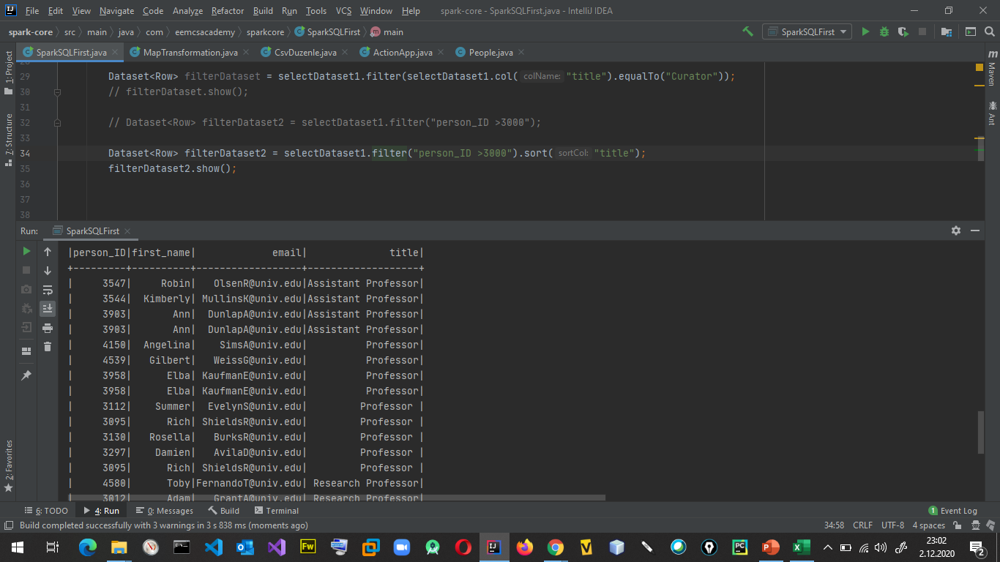 File Edit View Navigate Code Analyze Refactor Build Run Tools VCS Window Help spark-core - SparkSQLFirst.java - IntelliJ IDEA
spark-core src main java com eemcsacademy sparkcore SparkSQLFirst main SparkSQLFirst
SparkSQLFirst.java MapTransformation.java CsvDuzenle.java ActionApp.java People.java
1: Project
7: Structure
2: Favorites
Maven
Ant
29 Dataset<Row> filterDataset = selectDataset1.filter(selectDataset1.col( colName: "title").equalTo("Curator"));
30 // filterDataset.show();
31
32 // Dataset<Row> filterDataset2 = selectDataset1.filter("person_ID >3000");
33
34 Dataset<Row> filterDataset2 = selectDataset1.filter("person_ID >3000").sort( sortCol: "title");
35 filterDataset2.show();
36
37
38
Run: SparkSQLFirst
|person_ID|first_name|             email|              title|
+---------+----------+------------------+-------------------+
|     3547|     Robin|   OlsenR@univ.edu|Assistant Professor|
|     3544|  Kimberly| MullinsK@univ.edu|Assistant Professor|
|     3903|       Ann|  DunlapA@univ.edu|Assistant Professor|
|     3903|       Ann|  DunlapA@univ.edu|Assistant Professor|
|     4150|  Angelina|    SimsA@univ.edu|          Professor|
|     4539|   Gilbert|   WeissG@univ.edu|          Professor|
|     3958|      Elba| KaufmanE@univ.edu|          Professor|
|     3958|      Elba| KaufmanE@univ.edu|          Professor|
|     3112|    Summer|  EvelynS@univ.edu|         Professor |
|     3095|      Rich| ShieldsR@univ.edu|         Professor |
|     3130|   Rosella|   BurksR@univ.edu|         Professor |
|     3297|    Damien|   AvilaD@univ.edu|         Professor |
|     3095|      Rich| ShieldsR@univ.edu|         Professor |
|     4580|      Toby|FernandoT@univ.edu| Research Professor|
|     3012|      Adam|   GrantA@univ.edu| Research Professor|
6: TODO 4: Run 0: Messages Build Terminal 1 Event Log
Build completed successfully with 3 warnings in 3 s 838 ms (moments ago) 34:58 CRLF UTF-8 4 spaces
23:02
2.12.2020
2